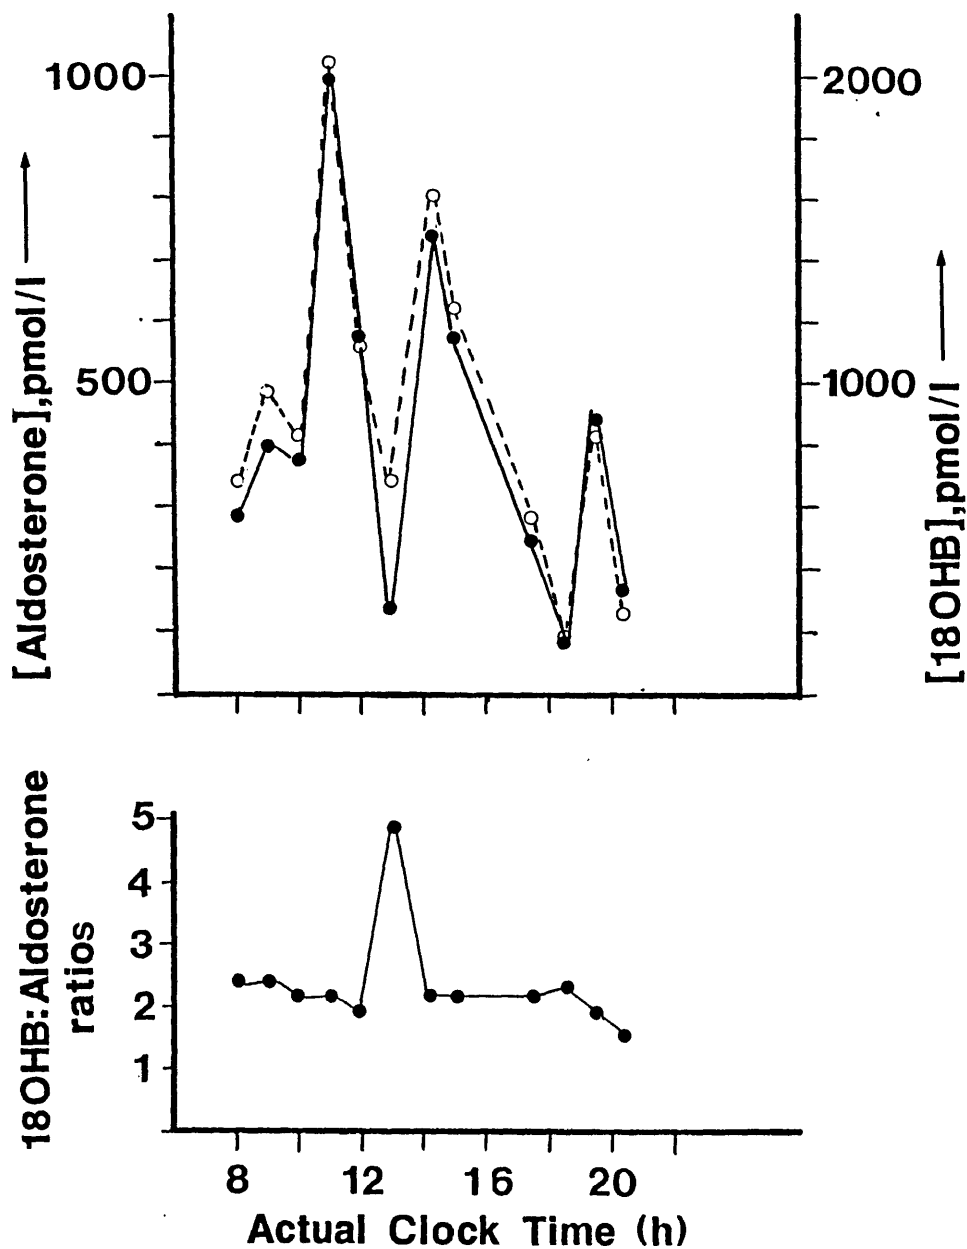 1000
500
[Aldosterone],pmol/l
2000
1000
[18OHB],pmol/l
18OHB:Aldosterone
ratios
5
4
3
2
1
8 12 16 20
Actual Clock Time (h)